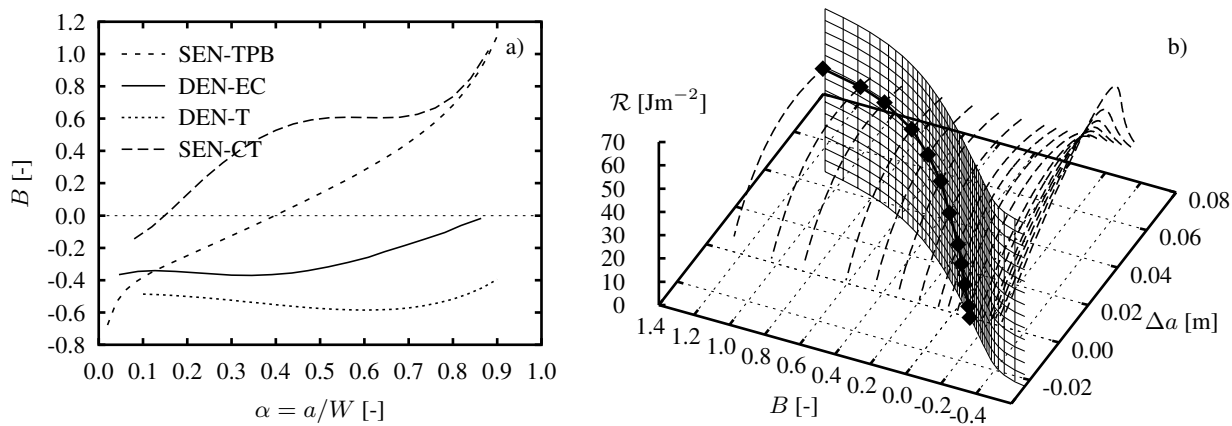 a)
SEN-TPB
DEN-EC
DEN-T
SEN-CT
1.2
1.0
0.8
0.6
0.4
0.2
0.0
-0.2
-0.4
-0.6
-0.8
B [-]
0.0 0.1 0.2 0.3 0.4 0.5 0.6 0.7 0.8 0.9 1.0
α = a/W [-]
b)
R [Jm−2]
70
60
50
40
30
20
10
0
1.4 1.2 1.0 0.8 0.6 0.4 0.2 0.0 -0.2 -0.4
B [-]
0.08
0.06
0.04
0.02
0.00
-0.02
Δa [m]